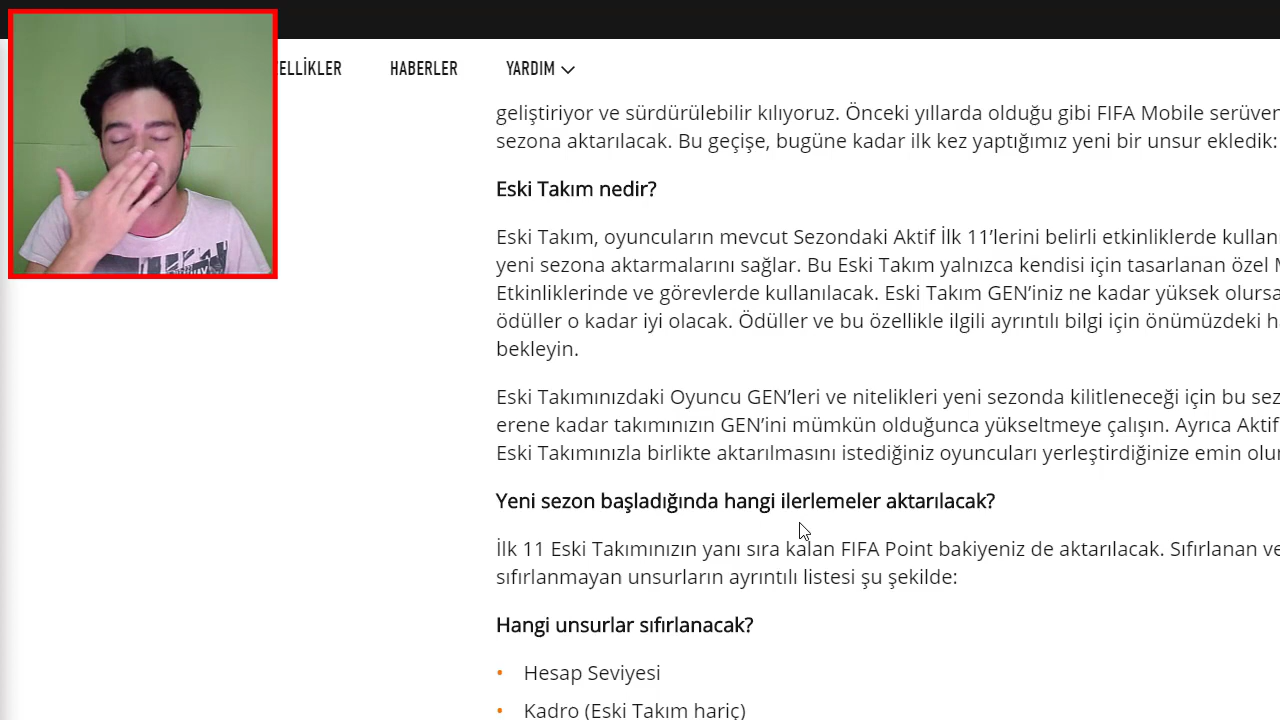 ELLİKLER
HABERLER
YARDIM
geliştiriyor ve sürdürülebilir kılıyoruz. Önceki yıllarda olduğu gibi FIFA Mobile serüven
sezona aktarılacak. Bu geçişe, bugüne kadar ilk kez yaptığımız yeni bir unsur ekledik:
Eski Takım nedir?
Eski Takım, oyuncuların mevcut Sezondaki Aktif İlk 11’lerini belirli etkinliklerde kullan
yeni sezona aktarmalarını sağlar. Bu Eski Takım yalnızca kendisi için tasarlanan özel
Etkinliklerinde ve görevlerde kullanılacak. Eski Takım GEN’iniz ne kadar yüksek olursa
ödüller o kadar iyi olacak. Ödüller ve bu özellikle ilgili ayrıntılı bilgi için önümüzdeki h
bekleyin.
Eski Takımınızdaki Oyuncu GEN’leri ve nitelikleri yeni sezonda kilitleneceği için bu sez
erene kadar takımınızın GEN’ini mümkün olduğunca yükseltmeye çalışın. Ayrıca Aktif
Eski Takımınızla birlikte aktarılmasını istediğiniz oyuncuları yerleştirdiğinize emin olu
Yeni sezon başladığında hangi ilerlemeler aktarılacak?
İlk 11 Eski Takımınızın yanı sıra kalan FIFA Point bakiyeniz de aktarılacak. Sıfırlanan ve
sıfırlanmayan unsurların ayrıntılı listesi şu şekilde:
Hangi unsurlar sıfırlanacak?
• Hesap Seviyesi
• Kadro (Eski Takım hariç)